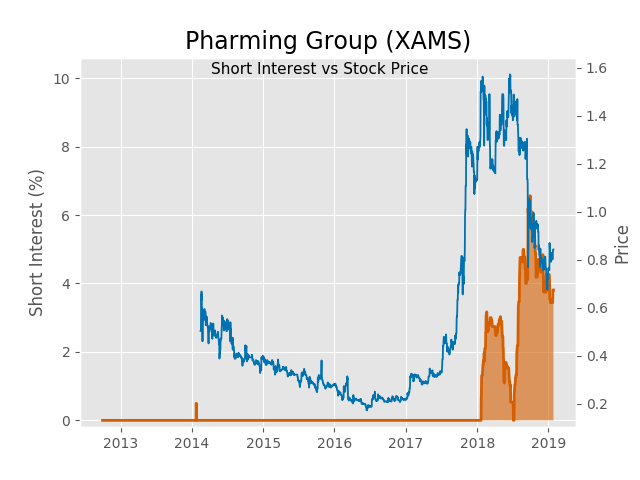 Pharming Group (XAMS)
Short Interest vs Stock Price
Short Interest (%)
10
8
6
4
2
0
1.6
1.4
1.2
1.0
0.8
0.6
0.4
0.2
Price
2013 2014 2015 2016 2017 2018 2019